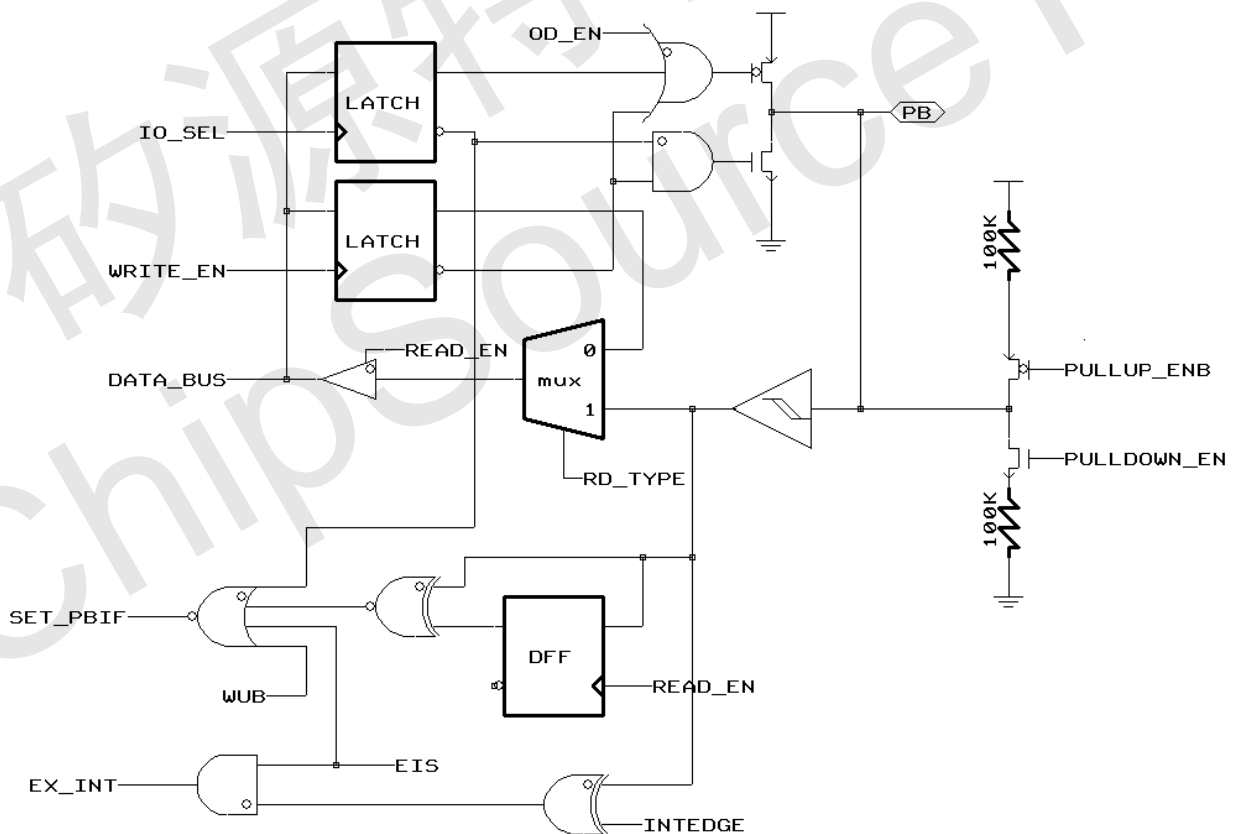 矽源特
ChipSourceT
OD_EN
LATCH
IO_SEL
PB
LATCH
WRITE_EN
100K
READ_EN
0
DATA_BUS
mux
PULLUP_ENB
1
PULLDOWN_EN
RD_TYPE
100K
SET_PBIF
DFF
WUB
READ_EN
EIS
EX_INT
INTEDGE